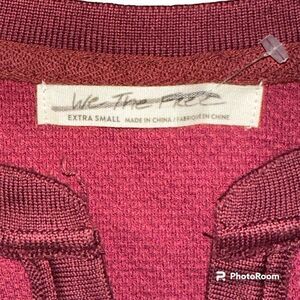 We The Free
EXTRA SMALL MADE IN CHINA / FABRIQUÉ EN CHINE
PhotoRoom